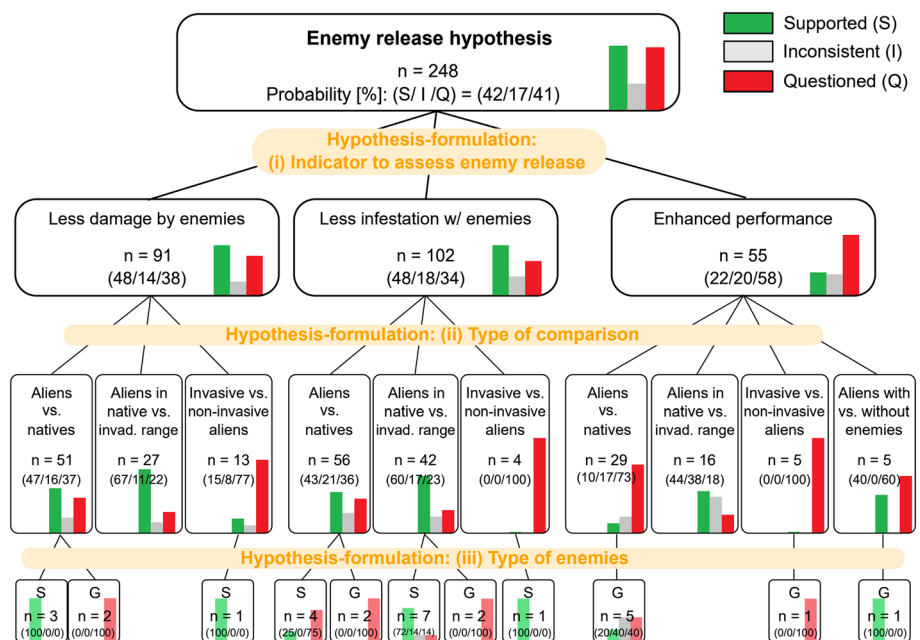 Enemy release hypothesis
n = 248
Probability [%]: (S/ I /Q) = (42/17/41)
Supported (S)
Inconsistent (I)
Questioned (Q)
Hypothesis-formulation:
(i) Indicator to assess enemy release
Less damage by enemies
n = 91
(48/14/38)
Less infestation w/ enemies
n = 102
(48/18/34)
Enhanced performance
n = 55
(22/20/58)
Hypothesis-formulation: (ii) Type of comparison
Aliens
vs.
natives
n = 51
(47/16/37)
Aliens in
native vs.
invad. range
n = 27
(67/11/22)
Invasive vs.
non-invasive
aliens
n = 13
(15/8/77)
Aliens
vs.
natives
n = 56
(43/21/36)
Aliens in
native vs.
invad. range
n = 42
(60/17/23)
Invasive vs.
non-invasive
aliens
n = 4
(0/0/100)
Aliens
vs.
natives
n = 29
(10/17/73)
Aliens in
native vs.
invad. range
n = 16
(44/38/18)
Invasive vs.
non-invasive
aliens
n = 5
(0/0/100)
Aliens with
vs. without
enemies
n = 5
(40/0/60)
Hypothesis-formulation: (iii) Type of enemies
S
n = 3
(100/0/0)
G
n = 2
(0/0/100)
S
n = 1
(100/0/0)
S
n = 4
(25/0/75)
G
n = 2
(0/0/100)
S
n = 7
(72/14/14)
G
n = 2
(0/0/100)
S
n = 1
(100/0/0)
G
n = 5
(20/40/40)
G
n = 1
(0/0/100)
G
n = 1
(100/0/0)